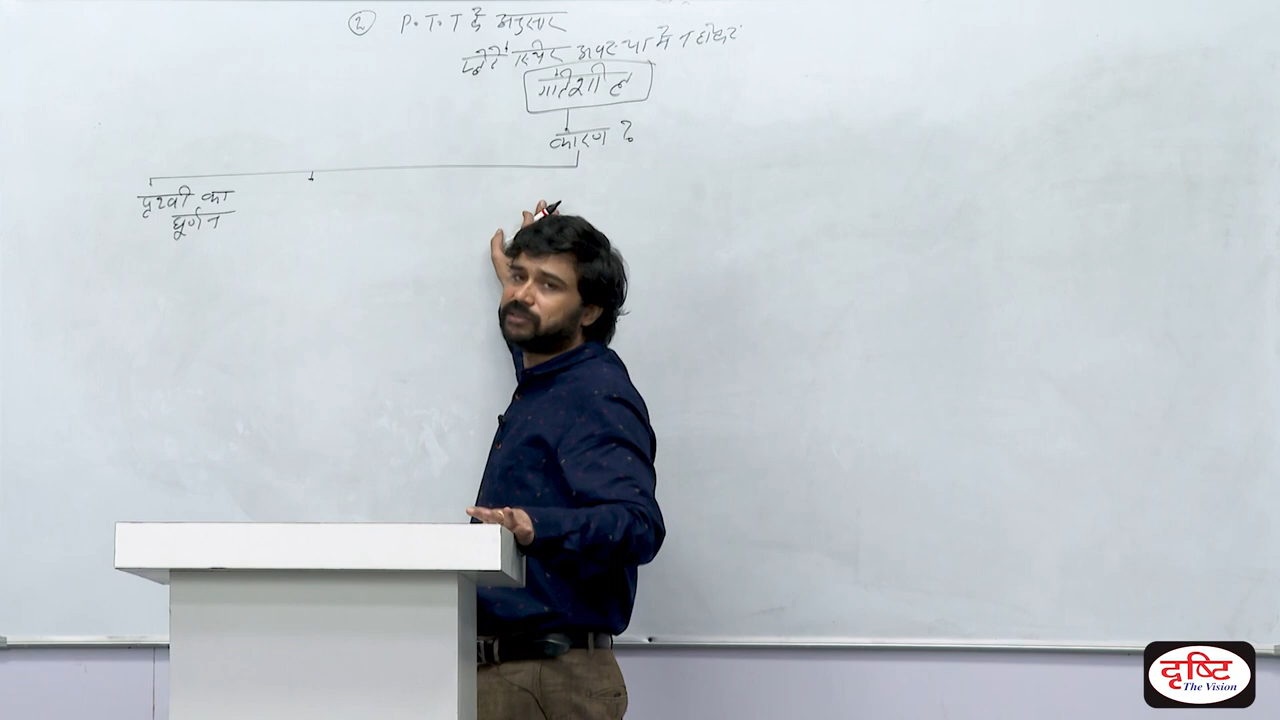 ② P.T.T के अनुसार
प्लेटें स्थिर अवस्था में न होकर
गतिशील
कारण ?
पृथ्वी का
घूर्णन
दृष्टि
The Vision